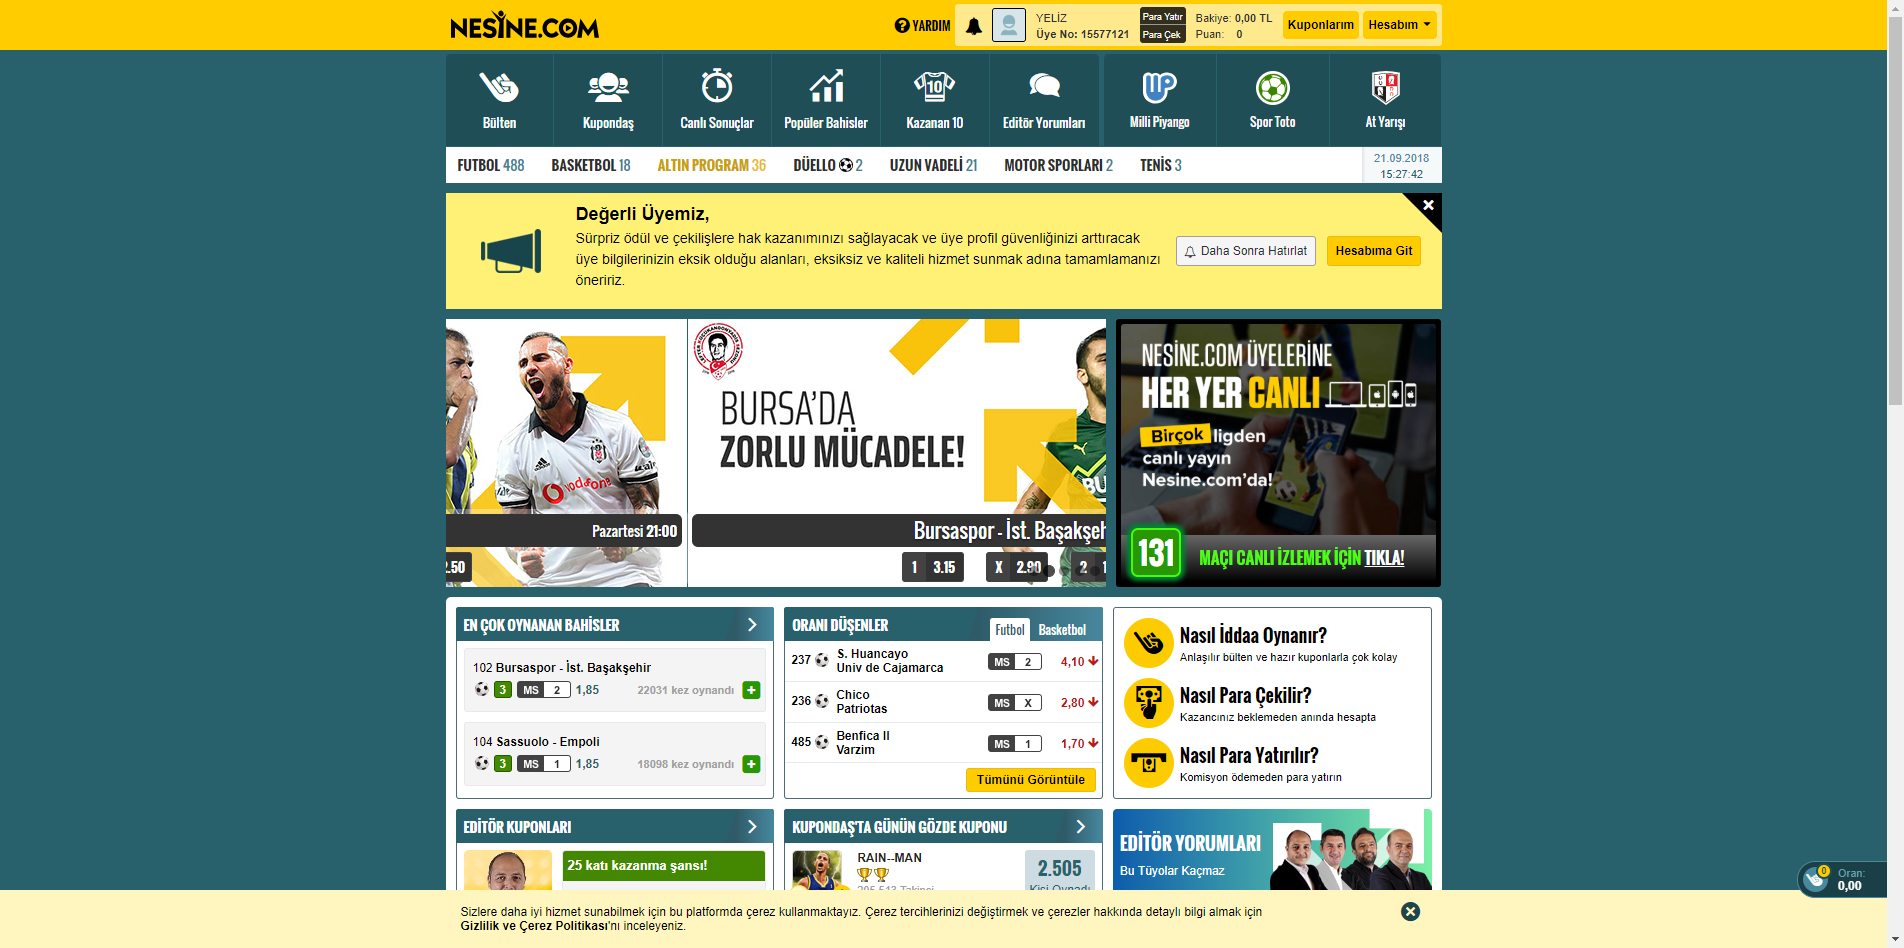 NESİNE.COM
YARDIM
YELİZ
Üye No: 15577121
Para Yatır
Para Çek
Bakiye: 0,00 TL
Puan: 0
Kuponlarım
Hesabım
Bülten
Kupondaş
Canlı Sonuçlar
Popüler Bahisler
10
Kazanan 10
Editör Yorumları
Milli Piyango
Spor Toto
At Yarışı
FUTBOL 488
BASKETBOL 18
ALTIN PROGRAM 36
DÜELLO 2
UZUN VADELİ 21
MOTOR SPORLARI 2
TENİS 3
21.09.2018
15:27:42
Değerli Üyemiz,
Sürpriz ödül ve çekilişlere hak kazanımınızı sağlayacak ve üye profil güvenliğinizi arttıracak
üye bilgilerinizin eksik olduğu alanları, eksiksiz ve kaliteli hizmet sunmak adına tamamlamanızı
öneririz.
Daha Sonra Hatırlat
Hesabıma Git
vodafone
Pazartesi 21:00
.50
BURSA'DA
ZORLU MÜCADELE!
BU
Bursaspor - İst. Başakşeh
1 3.15
X 2.90
2 1
NESİNE.COM ÜYELERİNE
HER YER CANLI
Birçok ligden
canlı yayın
Nesine.com'da!
131
MAÇI CANLI İZLEMEK İÇİN TIKLA!
EN ÇOK OYNANAN BAHİSLER
102 Bursaspor - İst. Başakşehir
3 MS 2 1,85 22031 kez oynandı
104 Sassuolo - Empoli
3 MS 1 1,85 18098 kez oynandı
ORANI DÜŞENLER
Futbol
Basketbol
237 S. Huancayo
Univ de Cajamarca
MS 2 4,10
236 Chico
Patriotas
MS X 2,80
485 Benfica II
Varzim
MS 1 1,70
Tümünü Görüntüle
Nasıl İddaa Oynanır?
Anlaşılır bülten ve hazır kuponlarla çok kolay
Nasıl Para Çekilir?
Kazancınız beklemeden anında hesapta
Nasıl Para Yatırılır?
Komisyon ödemeden para yatırın
EDİTÖR KUPONLARI
25 katı kazanma şansı!
KUPONDAŞ'TA GÜNÜN GÖZDE KUPONU
RAIN--MAN
205.513 Takipçi
2.505
Kişi Oynadı
EDİTÖR YORUMLARI
Bu Tüyolar Kaçmaz
0
Oran:
0,00
Sizlere daha iyi hizmet sunabilmek için bu platformda çerez kullanmaktayız. Çerez tercihlerinizi değiştirmek ve çerezler hakkında detaylı bilgi almak için
Gizlilik ve Çerez Politikası'nı inceleyeniz.